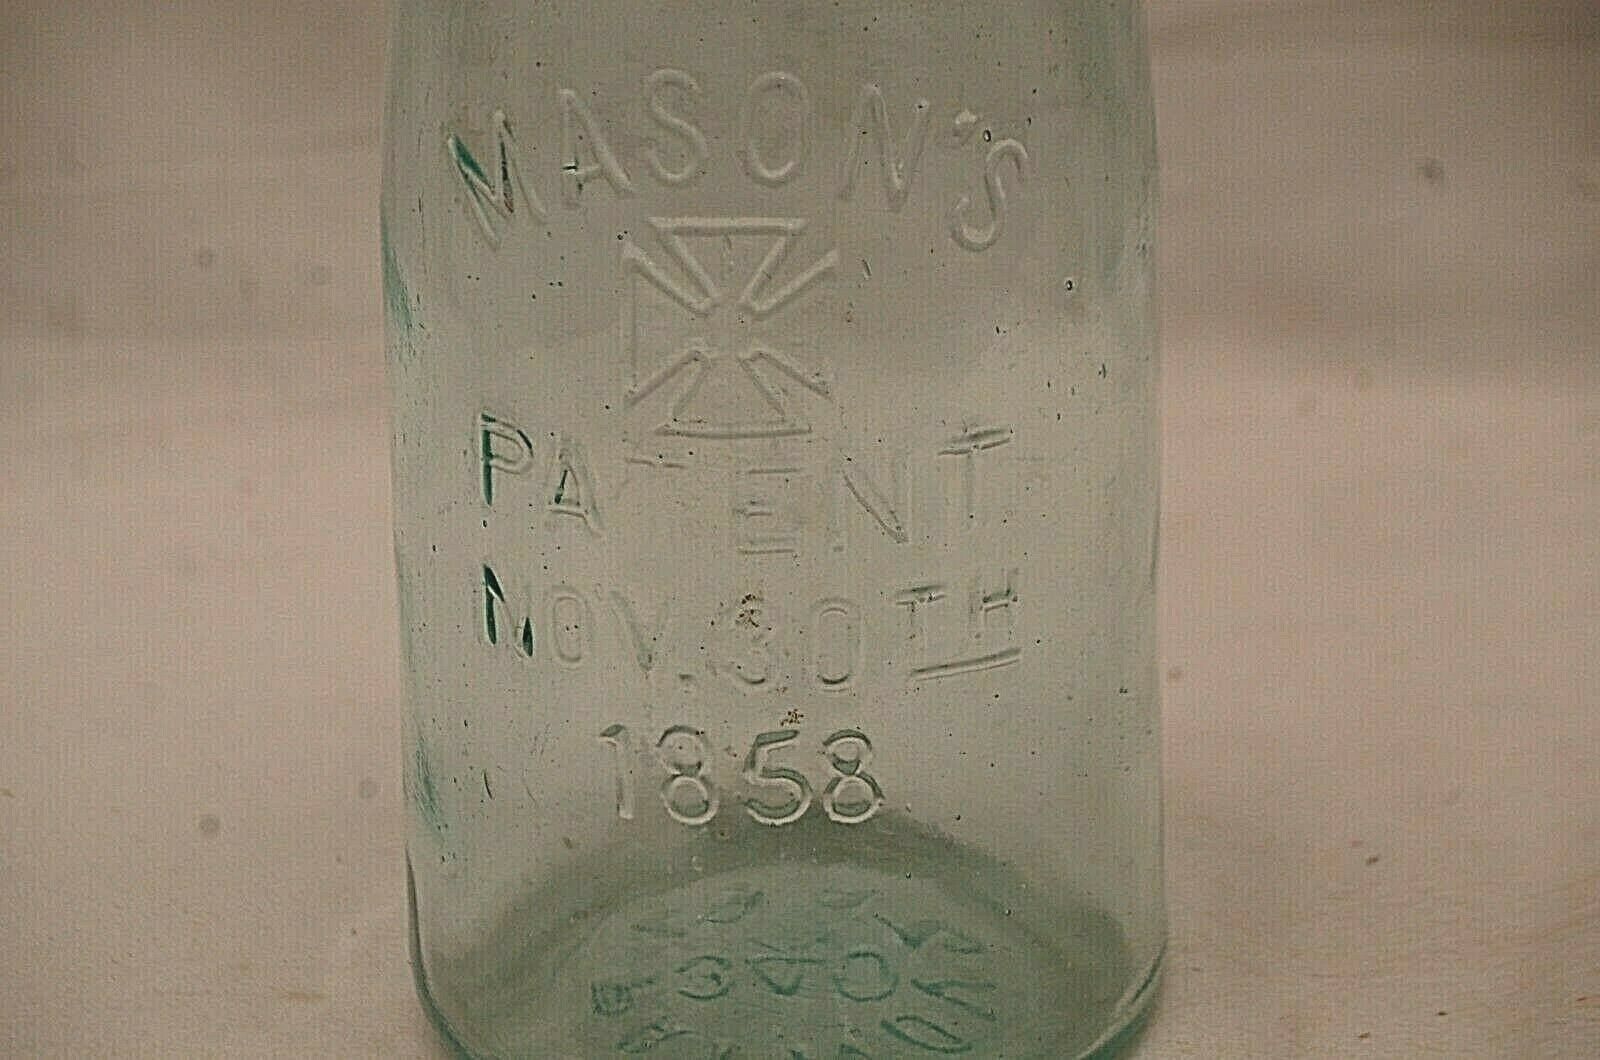 MASON'S
PATENT
NOV. 30TH
1858